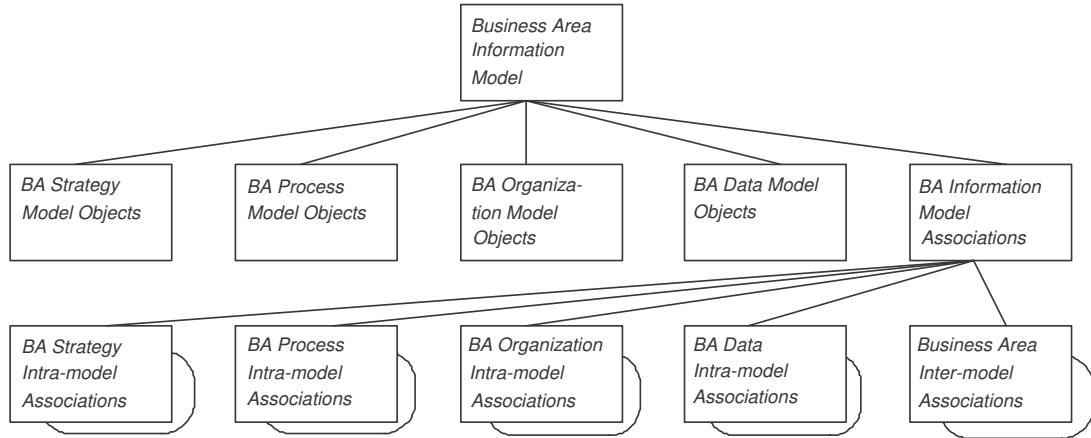 Business Area
Information
Model
BA Strategy
Model Objects
BA Process
Model Objects
BA Organiza-
tion Model
Objects
BA Data Model
Objects
BA Information
Model
Associations
BA Strategy
Intra-model
Associations
BA Process
Intra-model
Associations
BA Organization
Intra-model
Associations
BA Data
Intra-model
Associations
Business Area
Inter-model
Associations